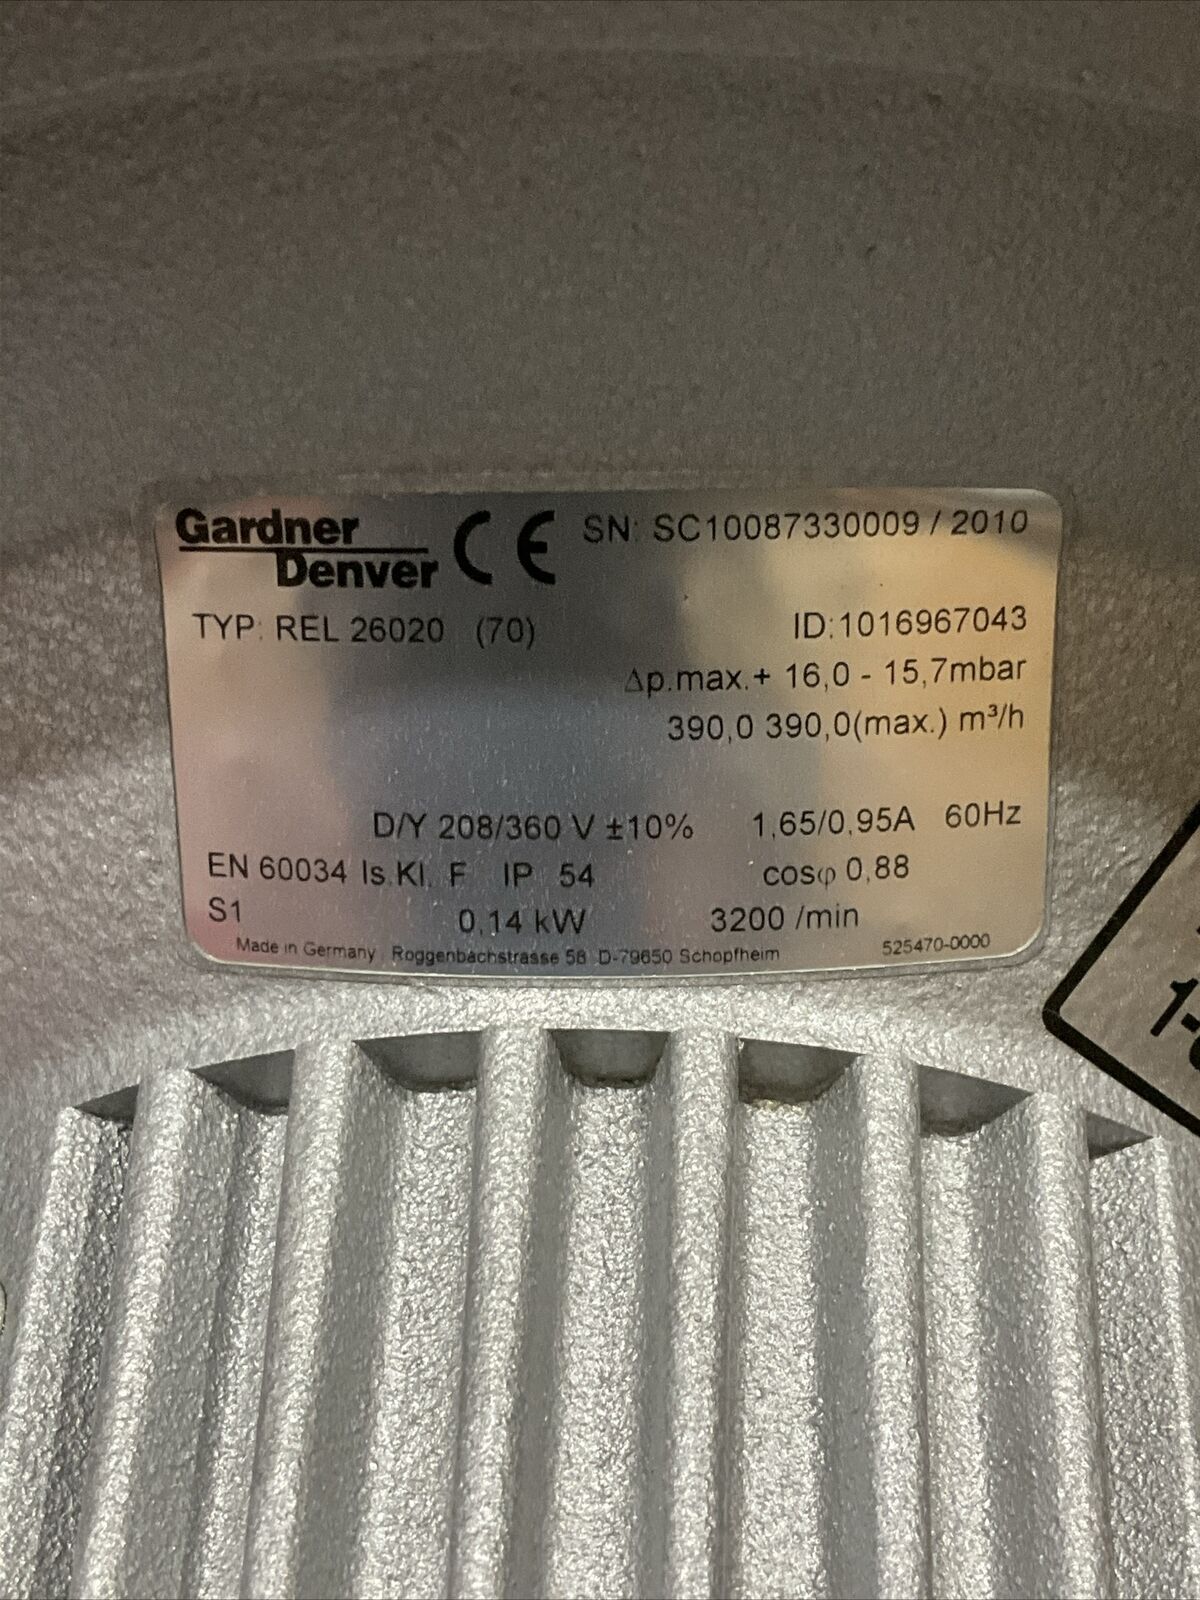 Gardner
Denver CE SN: SC10087330009 / 2010
TYP: REL 26020 (70) ID:1016967043
Δp.max.+ 16,0 - 15,7mbar
390,0 390,0(max.) m³/h
D/Y 208/360 V ±10% 1,65/0,95A 60Hz
EN 60034 Is.Kl. F IP 54 cosφ 0,88
S1 0,14 kW 3200 /min
Made in Germany Roggenbachstrasse 58 D-79650 Schopfheim 525470-0000